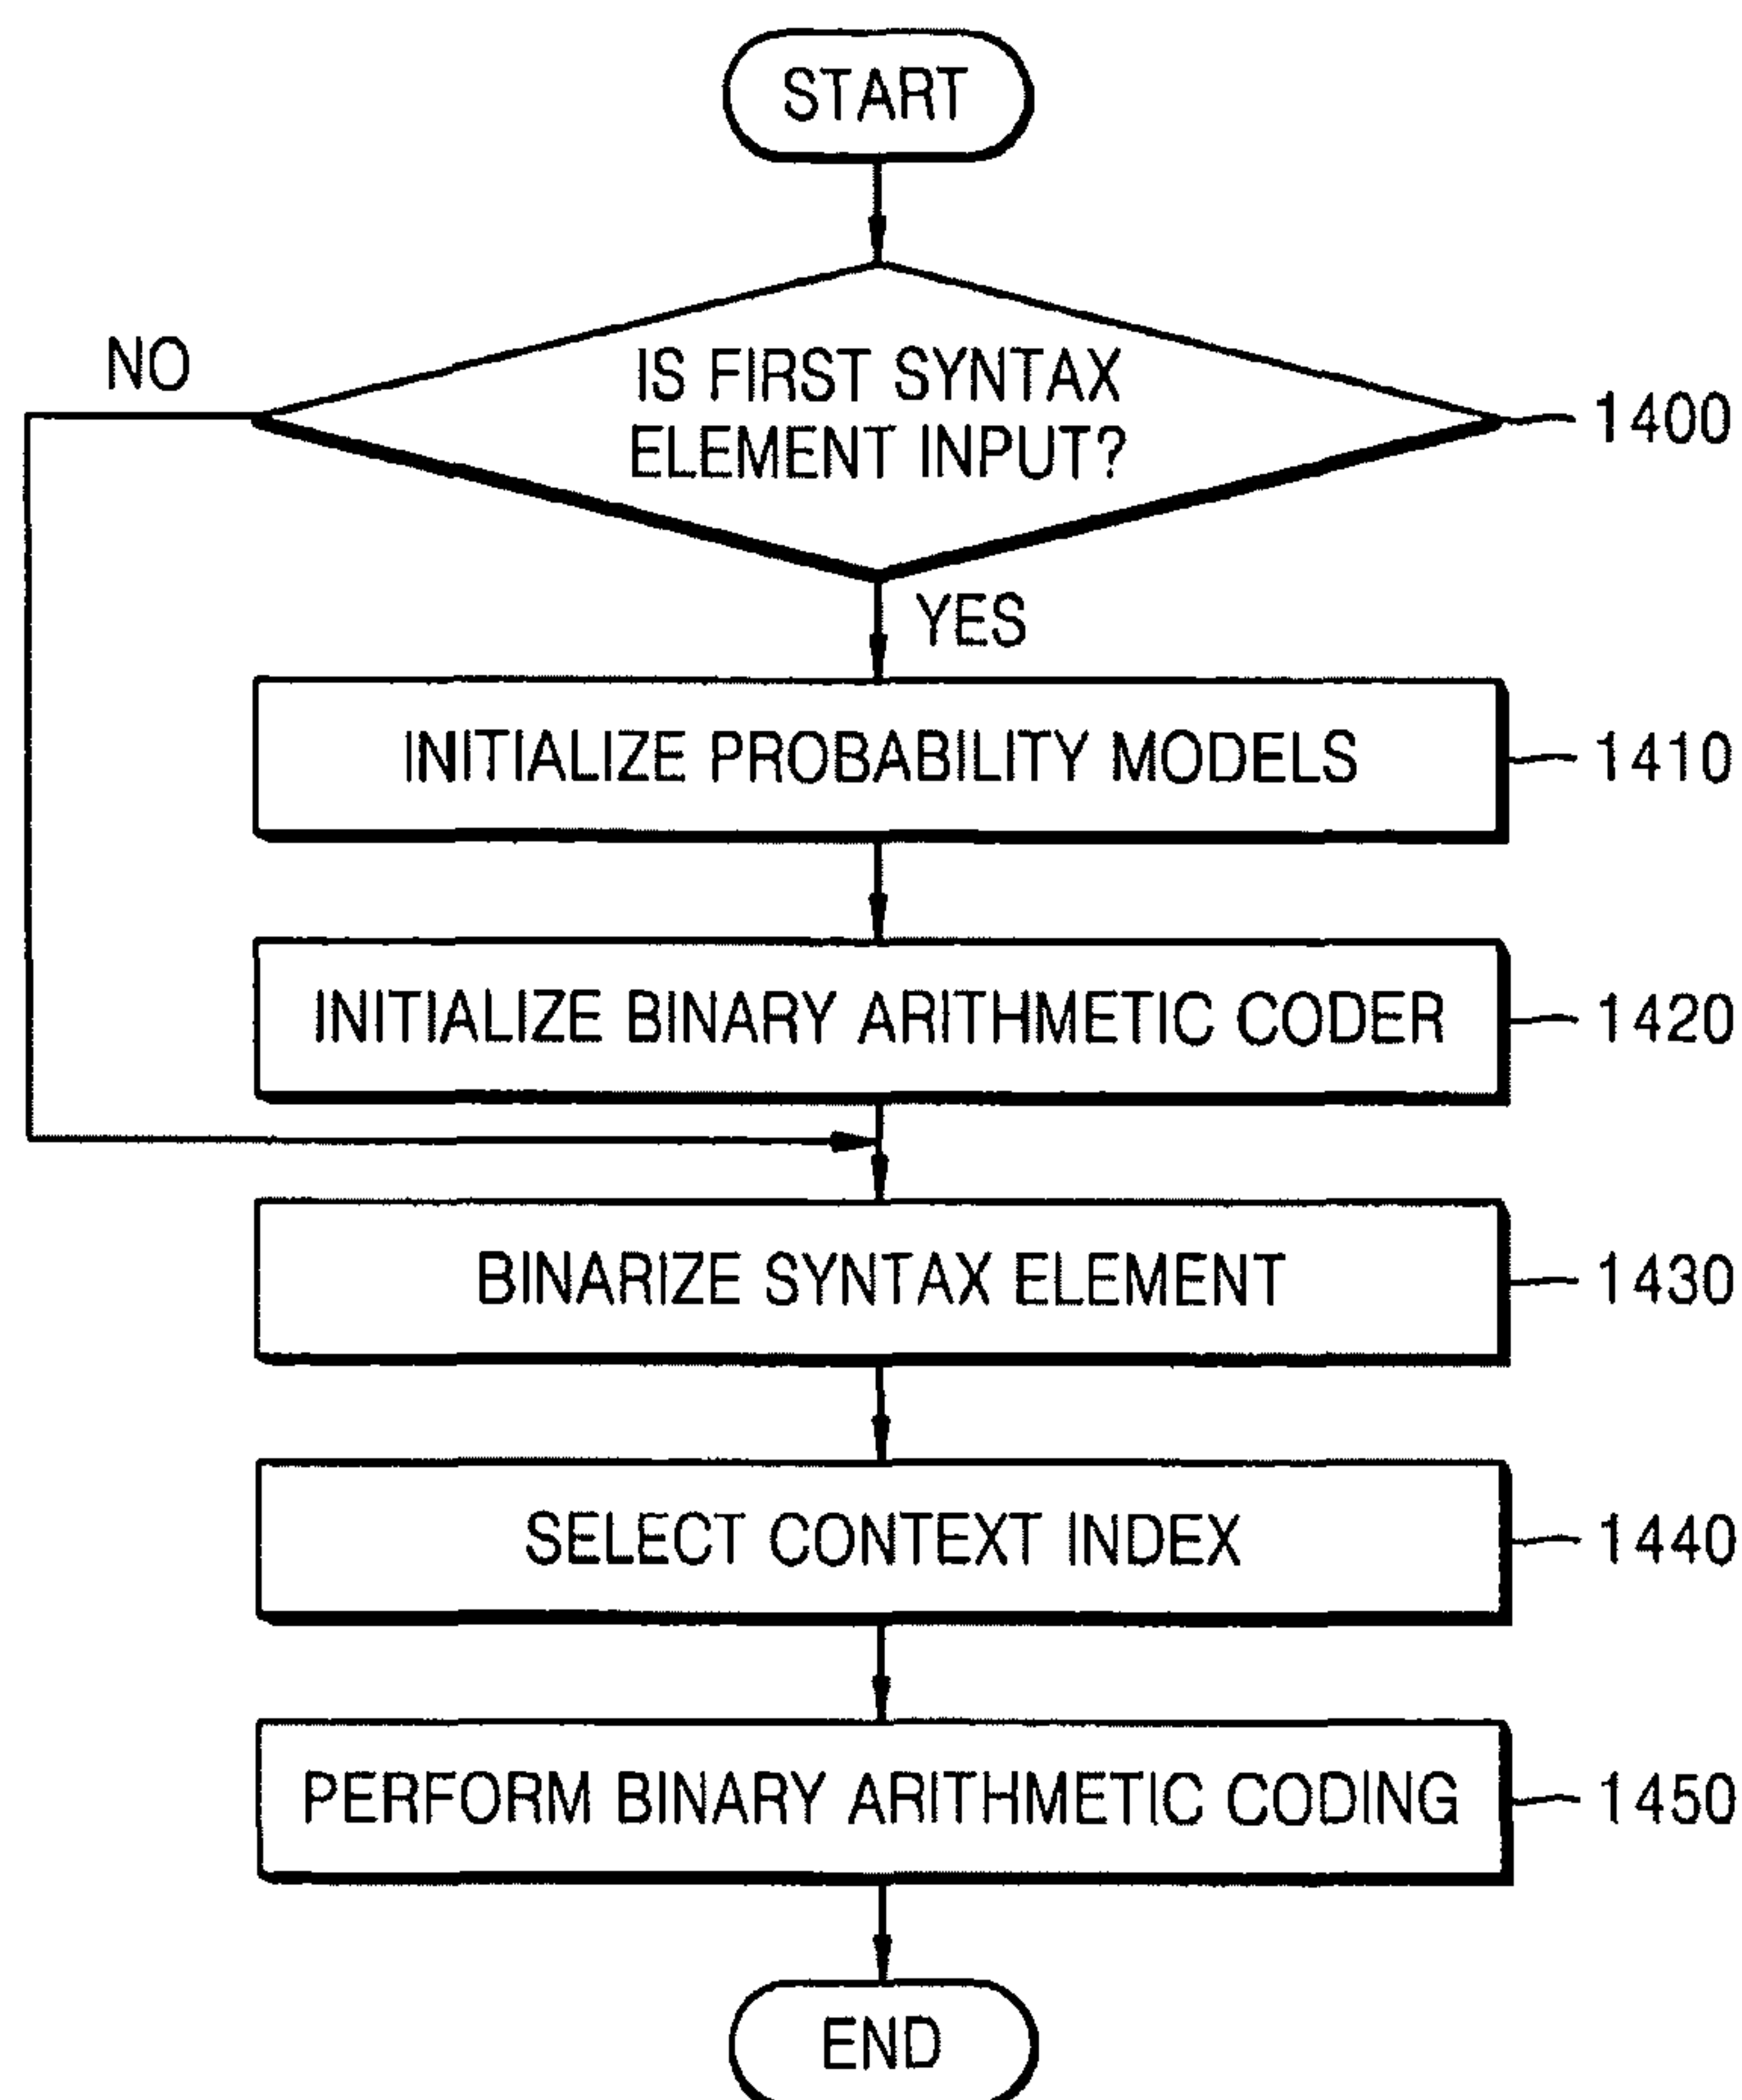 START
NO
IS FIRST SYNTAX
ELEMENT INPUT?
1400
YES
INITIALIZE PROBABILITY MODELS
1410
INITIALIZE BINARY ARITHMETIC CODER
1420
BINARIZE SYNTAX ELEMENT
1430
SELECT CONTEXT INDEX
1440
PERFORM BINARY ARITHMETIC CODING
1450
END